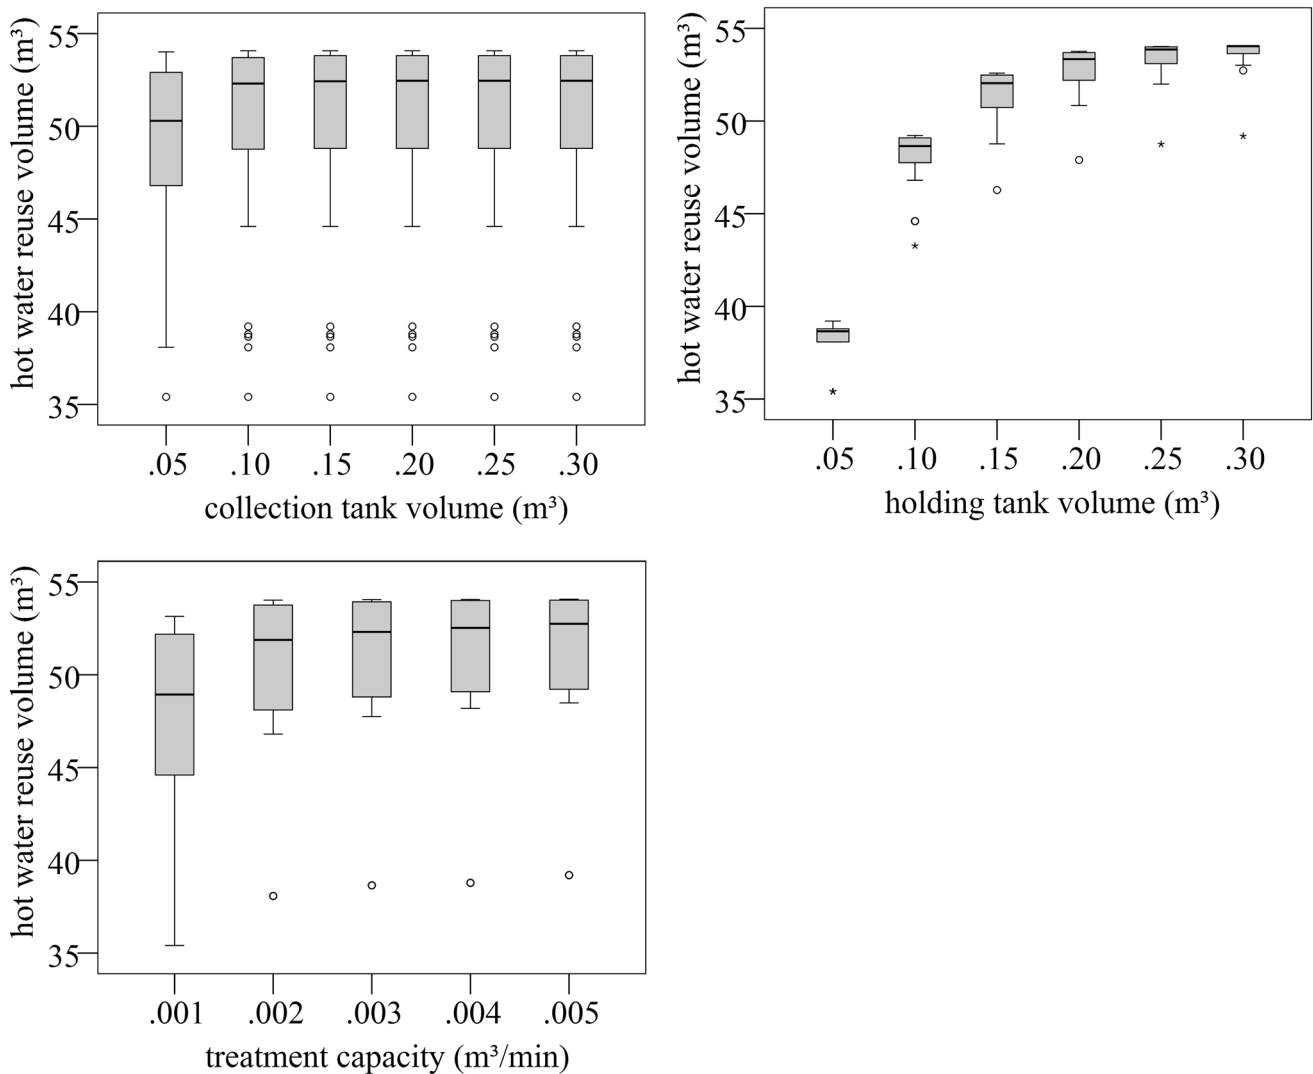 hot water reuse volume (m³)
55
50
45
40
35
.05 .10 .15 .20 .25 .30
collection tank volume (m³)
hot water reuse volume (m³)
55
50
45
40
35
.05 .10 .15 .20 .25 .30
holding tank volume (m³)
hot water reuse volume (m³)
55
50
45
40
35
.001 .002 .003 .004 .005
treatment capacity (m³/min)